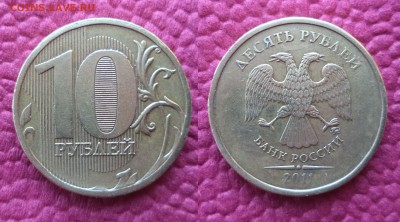 COINS.SAVE.RU
10
РУБЛЕЙ
ДЕСЯТЬ РУБЛЕЙ
БАНК РОССИИ
2011